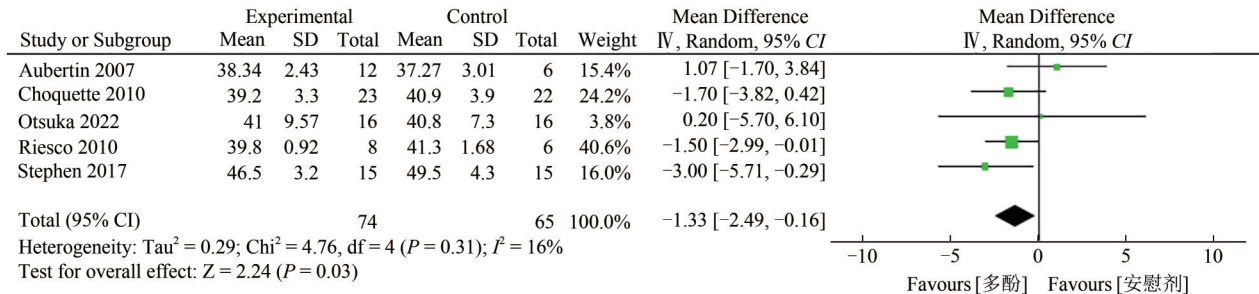 Experimental Control Mean Difference Mean Difference
Study or Subgroup Mean SD Total Mean SD Total Weight Ⅳ, Random, 95% CI Ⅳ, Random, 95% CI
Aubertin 2007 38.34 2.43 12 37.27 3.01 6 15.4% 1.07 [−1.70, 3.84]
Choquette 2010 39.2 3.3 23 40.9 3.9 22 24.2% −1.70 [−3.82, 0.42]
Otsuka 2022 41 9.57 16 40.8 7.3 16 3.8% 0.20 [−5.70, 6.10]
Riesco 2010 39.8 0.92 8 41.3 1.68 6 40.6% −1.50 [−2.99, −0.01]
Stephen 2017 46.5 3.2 15 49.5 4.3 15 16.0% −3.00 [−5.71, −0.29]
Total (95% CI) 74 65 100.0% −1.33 [−2.49, −0.16]
Heterogeneity: Tau² = 0.29; Chi² = 4.76, df = 4 (P = 0.31); I² = 16%
Test for overall effect: Z = 2.24 (P = 0.03)
−10 −5 0 5 10
Favours [多酚] Favours [安慰剂]